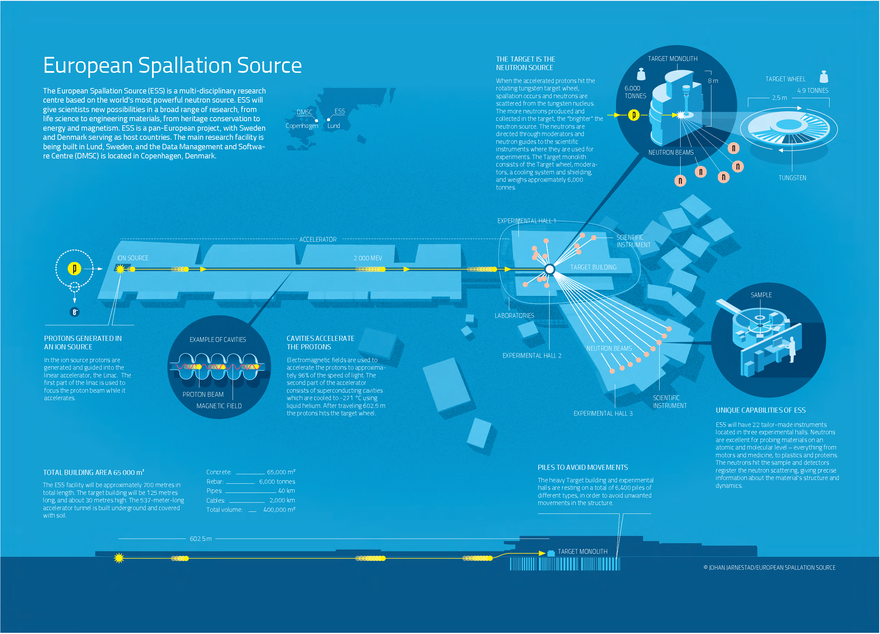 European Spallation Source
The European Spallation Source (ESS) is a multi-disciplinary research
centre based on the world's most powerful neutron source. ESS will
give scientists new possibilities in a broad range of research, from
life science to engineering materials, from heritage conservation to
energy and magnetism. ESS is a pan-European project, with Sweden
and Denmark serving as host countries. The main research facility is
being built in Lund, Sweden, and the Data Management and Softwa-
re Centre (DMSC) is located in Copenhagen, Denmark.
DMSC
ESS
Copenhagen
Lund
THE TARGET IS THE
NEUTRON SOURCE
When the accelerated protons hit the
rotating tungsten target wheel,
spallation occurs and neutrons are
scattered from the tungsten nucleus.
The more neutrons produced and
collected in the target, the "brighter" the
neutron source. The neutrons are
directed through moderators and
neutron guides to the scientific
instruments where they are used for
experiments. The Target monolith
consists of the Target wheel, modera-
tors, a cooling system and shielding,
and weighs approximately 6,000
tonnes.
TARGET MONOLITH
6.000
TONNES
8 m
p
NEUTRON BEAMS
n
n
n
n
n
TARGET WHEEL
4.9 TONNES
2.5 m
TUNGSTEN
ACCELERATOR
ION SOURCE
2 000 MEV
p
e⁻
EXPERIMENTAL HALL 1
SCIENTIFIC
INSTRUMENT
TARGET BUILDING
LABORATORIES
EXPERIMENTAL HALL 2
NEUTRON BEAMS
SCIENTIFIC
INSTRUMENT
EXPERIMENTAL HALL 3
SAMPLE
PROTONS GENERATED IN
AN ION SOURCE
In the ion source protons are
generated and guided into the
linear accelerator, the Linac. The
first part of the linac is used to
focus the proton beam while it
accelerates.
EXAMPLE OF CAVITIES
PROTON BEAM
MAGNETIC FIELD
CAVITIES ACCELERATE
THE PROTONS
Electromagnetic fields are used to
accelerate the protons to approxima-
tely 96% of the speed of light. The
second part of the accelerator
consists of superconducting cavities
which are cooled to -271 °C using
liquid helium. After traveling 602.5 m
the protons hits the target wheel.
UNIQUE CAPABILITIES OF ESS
ESS will have 22 tailor-made instruments
located in three experimental halls. Neutrons
are excellent for probing materials on an
atomic and molecular level – everything from
motors and medicine, to plastics and proteins.
The neutrons hit the sample and detectors
register the neutron scattering, giving precise
information about the material's structure and
dynamics.
TOTAL BUILDING AREA 65 000 m²
The ESS facility will be approximately 700 metres in
total length. The target building will be 125 metres
long, and about 30 metres high. The 537-meter-long
accelerator tunnel is built underground and covered
with soil.
Concrete: 65,000 m³
Rebar: 6,000 tonnes
Pipes: 40 km
Cables: 2,000 km
Total volume: 400,000 m³
PILES TO AVOID MOVEMENTS
The heavy Target building and experimental
halls are resting on a total of 6,400 piles of
different types, in order to avoid unwanted
movements in the structure.
602.5 m
TARGET MONOLITH
© JOHAN JARNESTAD/EUROPEAN SPALLATION SOURCE